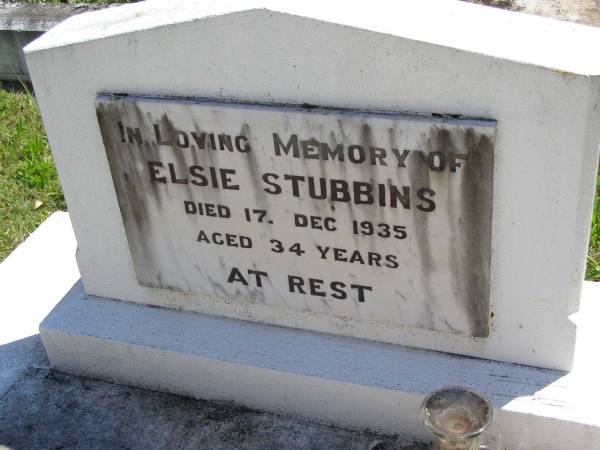 In Loving Memory of
ELSIE STUBBINS
DIED 17. DEC 1935
AGED 34 YEARS
AT REST